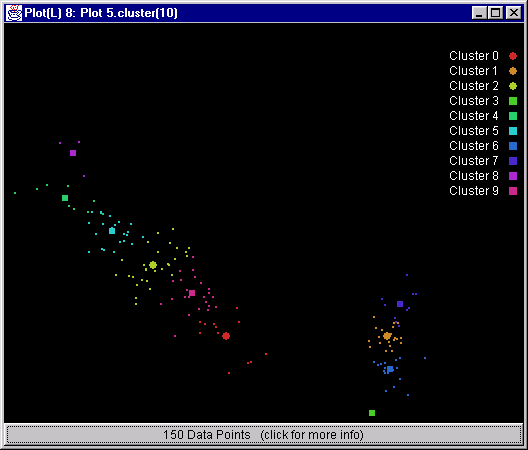 Plot(L) 8: Plot 5.cluster(10)
Cluster 0
Cluster 1
Cluster 2
Cluster 3
Cluster 4
Cluster 5
Cluster 6
Cluster 7
Cluster 8
Cluster 9
150 Data Points (click for more info)